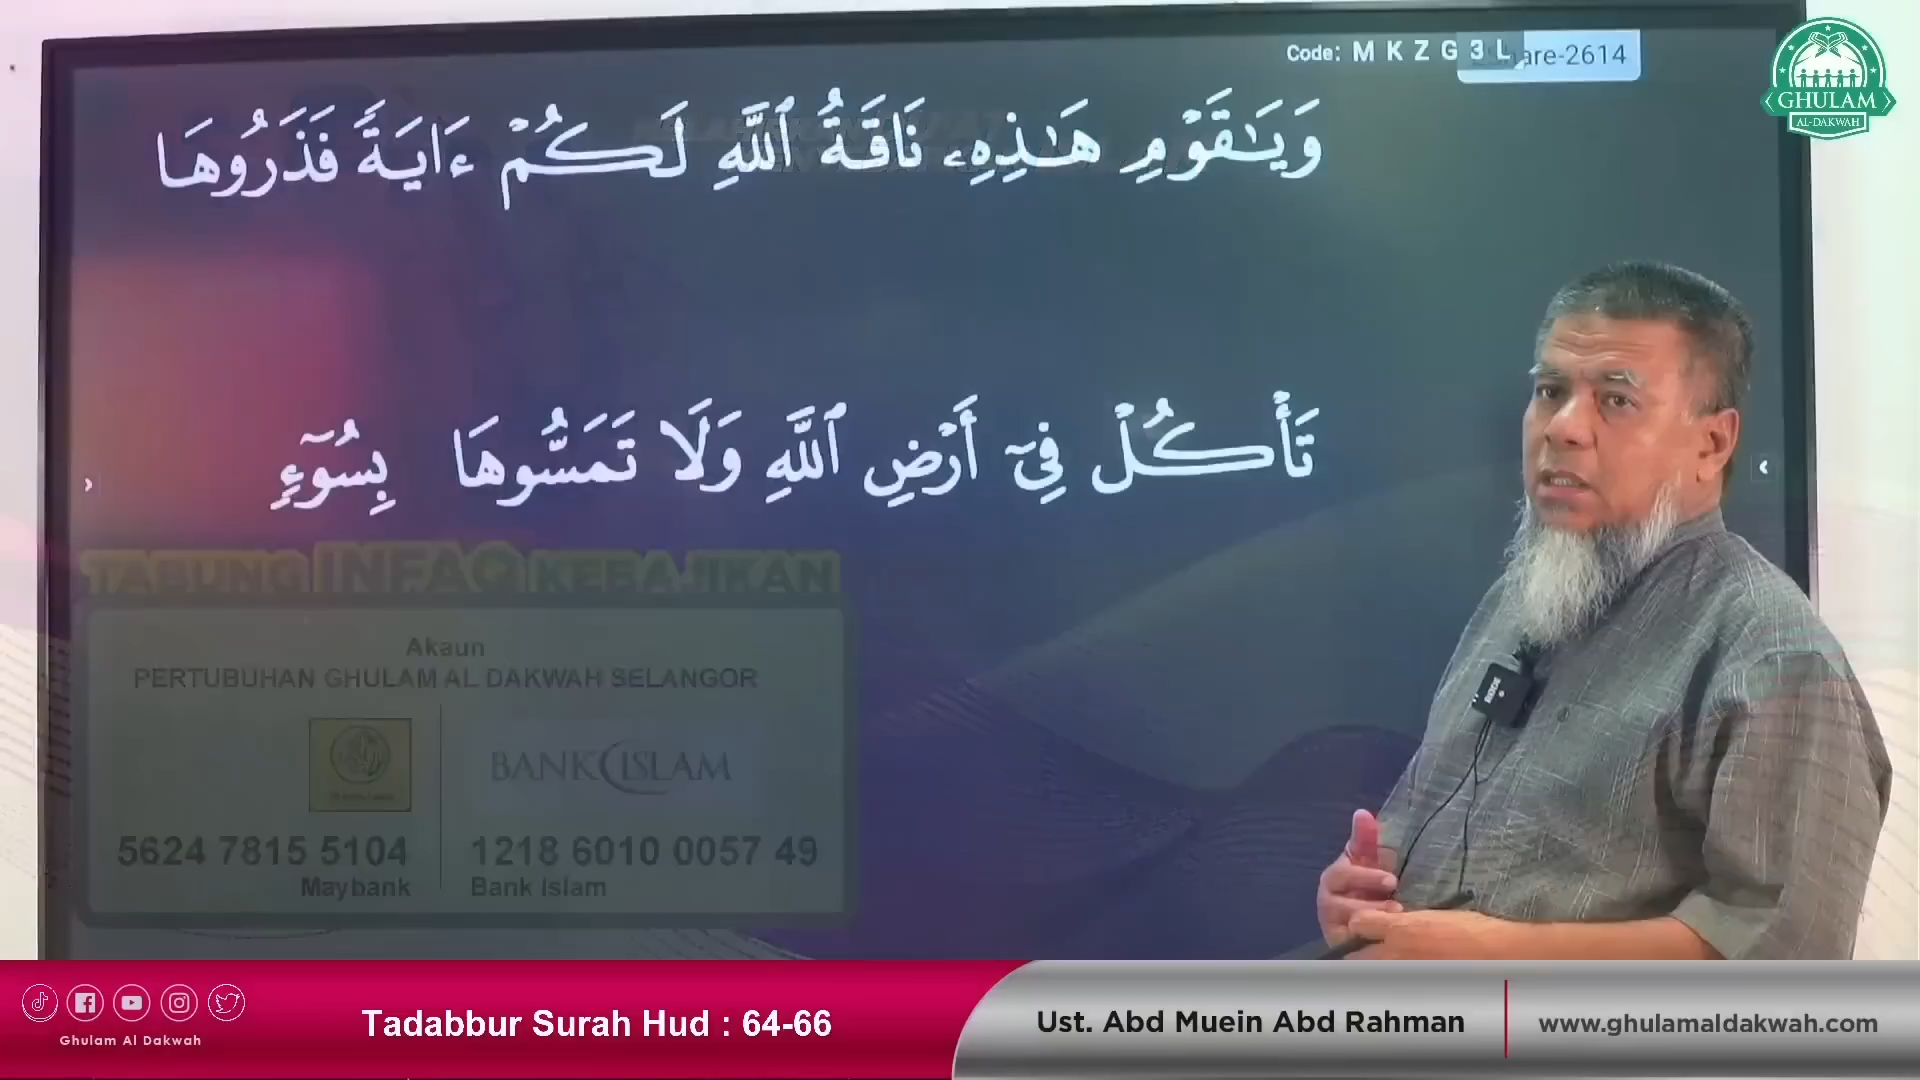 Code: M K Z G 3 L
are-2614
GHULAM
AL-DAKWAH
وَيَـٰقَوْمِ هَـٰذِهِۦ نَاقَةُ ٱللَّهِ لَكُمْ ءَايَةً فَذَرُوهَا
تَأْكُلْ فِىٓ أَرْضِ ٱللَّهِ وَلَا تَمَسُّوهَا بِسُوٓءٍ
TABUNG INFAQ KEBAJIKAN
Akaun
PERTUBUHAN GHULAM AL DAKWAH SELANGOR
BANK ISLAM
5624 7815 5104
Maybank
1218 6010 0057 49
Bank Islam
RODE
Ghulam Al Dakwah
Tadabbur Surah Hud : 64-66
Ust. Abd Muein Abd Rahman
www.ghulamaldakwah.com